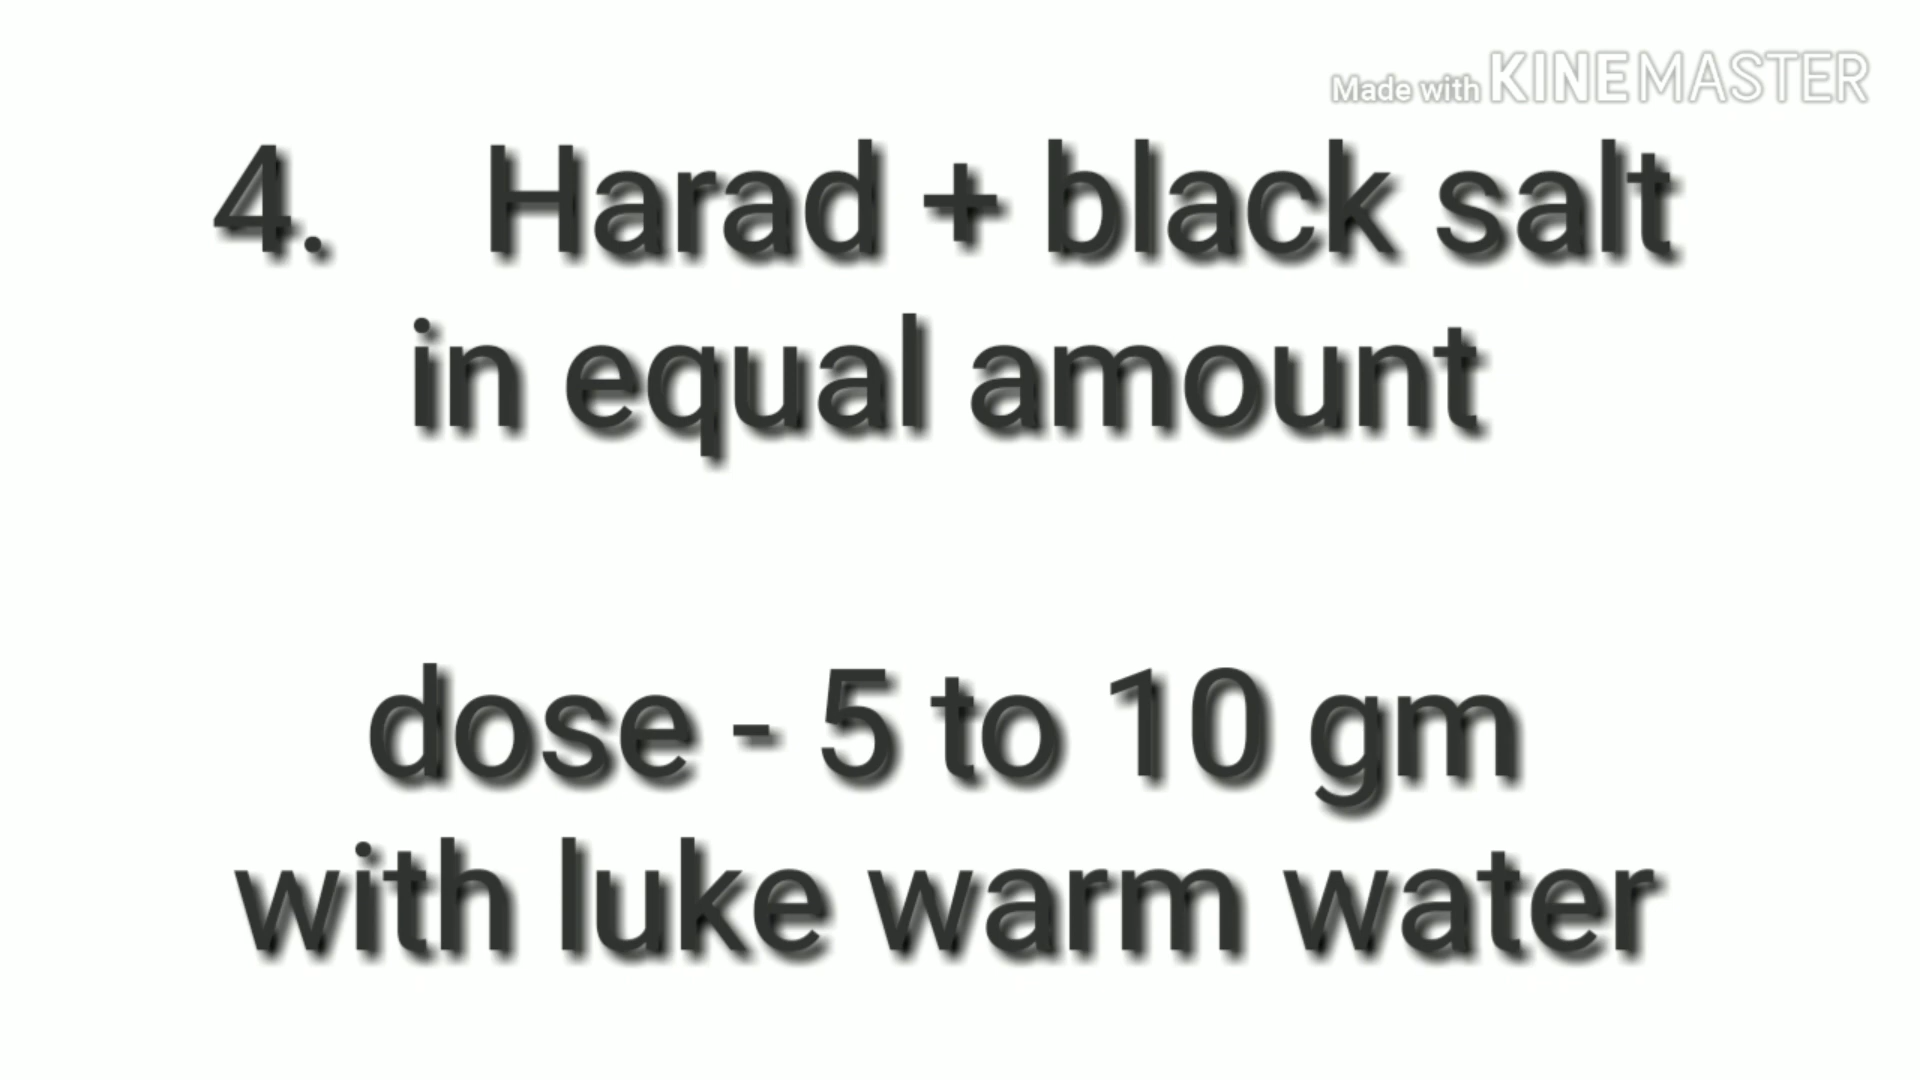 Made with KINEMASTER
4. Harad + black salt
in equal amount
dose - 5 to 10 gm
with luke warm water